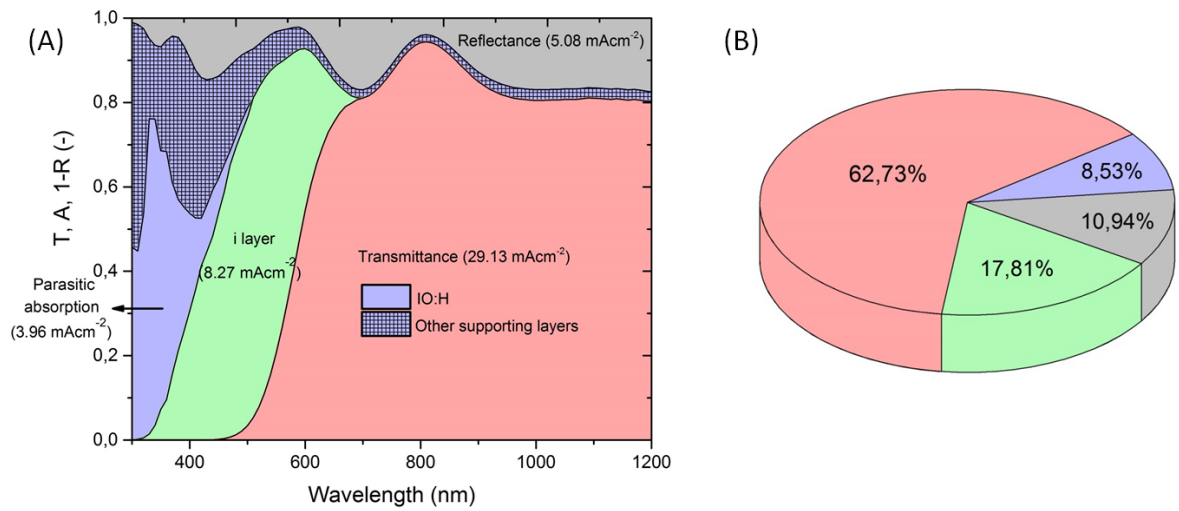 (A)
1,0
0,8
0,6
0,4
0,2
0,0
T, A, 1-R (-)
Reflectance (5.08 mAcm⁻²)
i layer
(8.27 mAcm⁻²)
Transmittance (29.13 mAcm⁻²)
IO:H
Other supporting layers
Parasitic
absorption
(3.96 mAcm⁻²)
400
600
800
1000
1200
Wavelength (nm)
(B)
62,73%
8,53%
10,94%
17,81%